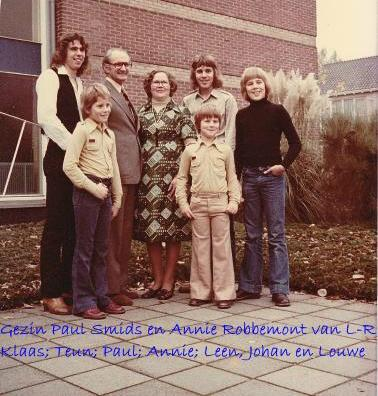 Gezin Paul Smids en Annie Robbemont van L-R
Klaas; Teun; Paul; Annie; Leen, Johan en Louwe